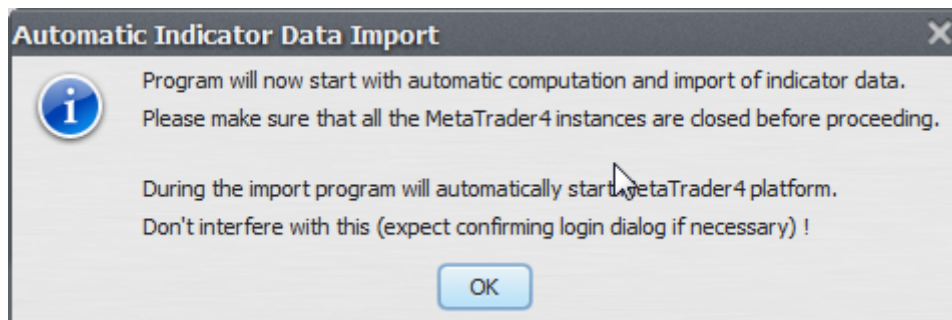 Automatic Indicator Data Import
Program will now start with automatic computation and import of indicator data.
Please make sure that all the MetaTrader4 instances are closed before proceeding.
During the import program will automatically start MetaTrader4 platform.
Don't interfere with this (expect confirming login dialog if necessary) !
OK